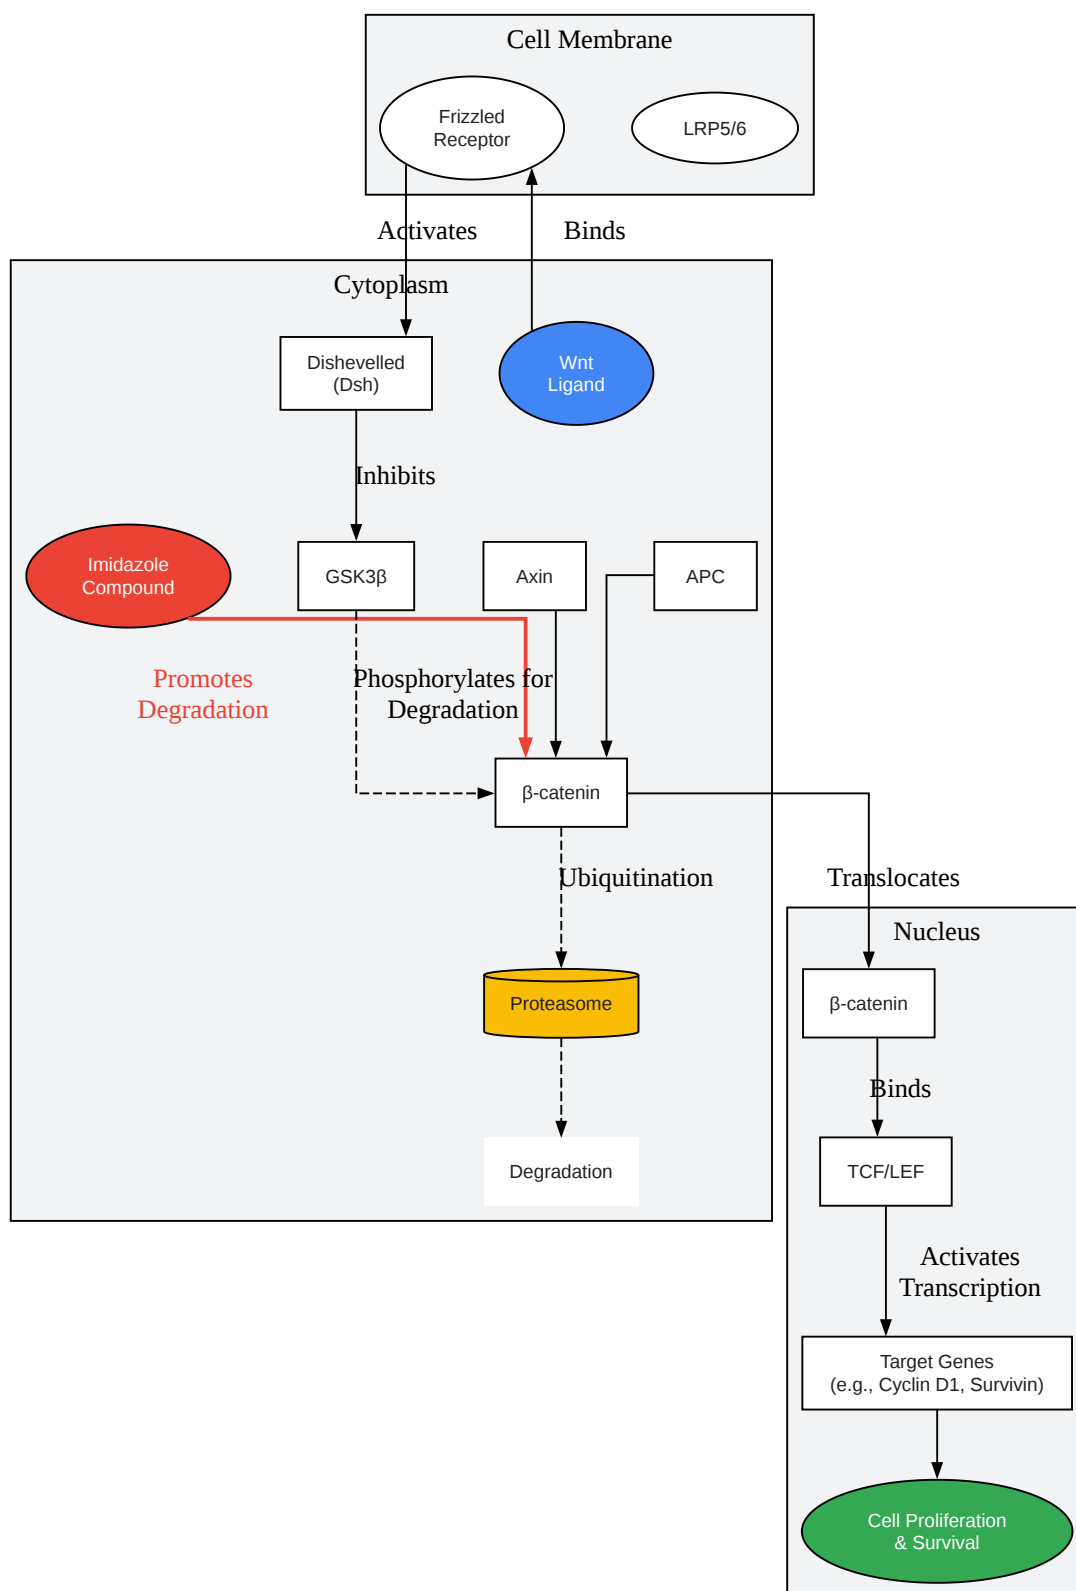 Cell Membrane
Frizzled
Receptor
LRP5/6
Activates
Binds
Cytoplasm
Dishevelled
(Dsh)
Wnt
Ligand
Inhibits
Imidazole
Compound
GSK3β
Axin
APC
Promotes
Degradation
Phosphorylates for
Degradation
β-catenin
Ubiquitination
Translocates
Nucleus
Proteasome
β-catenin
Binds
Degradation
TCF/LEF
Activates
Transcription
Target Genes
(e.g., Cyclin D1, Survivin)
Cell Proliferation
& Survival